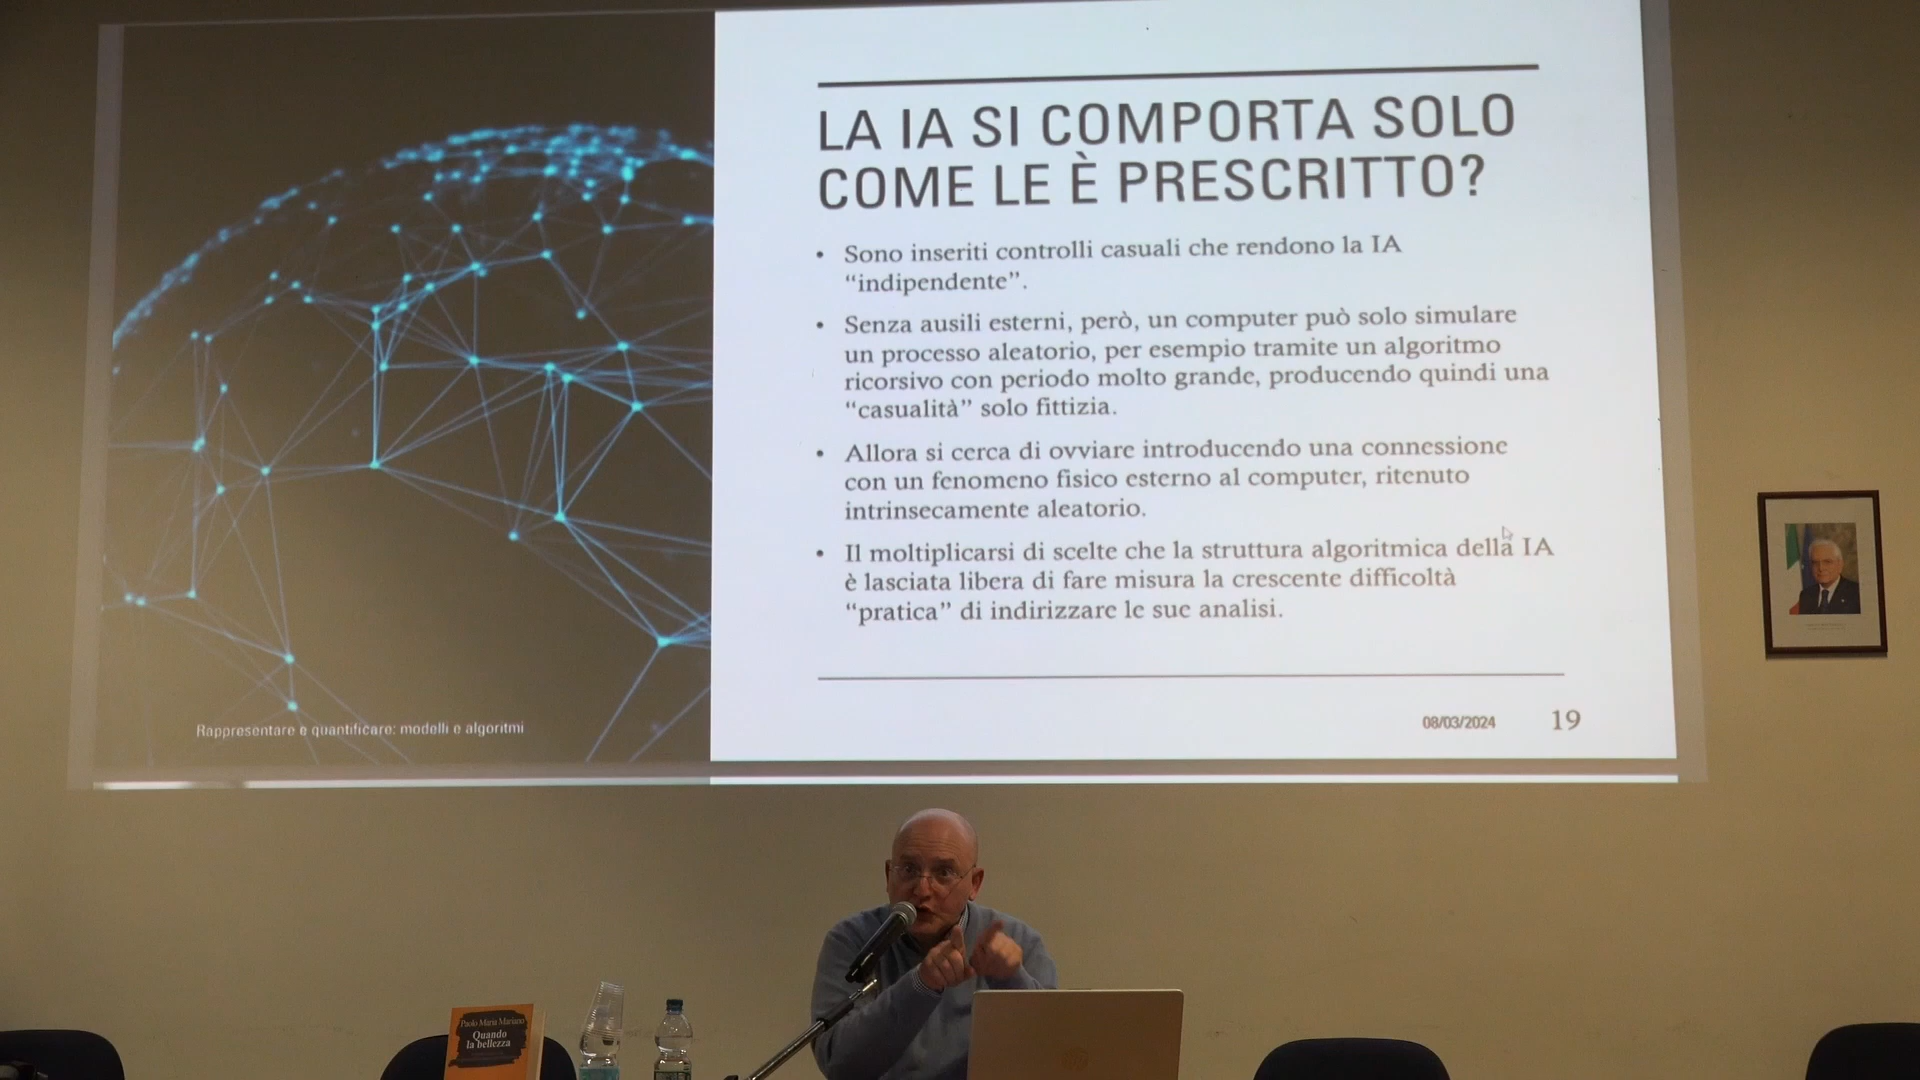 LA IA SI COMPORTA SOLO
COME LE È PRESCRITTO?
• Sono inseriti controlli casuali che rendono la IA
“indipendente”.
• Senza ausili esterni, però, un computer può solo simulare
un processo aleatorio, per esempio tramite un algoritmo
ricorsivo con periodo molto grande, producendo quindi una
“casualità” solo fittizia.
• Allora si cerca di ovviare introducendo una connessione
con un fenomeno fisico esterno al computer, ritenuto
intrinsecamente aleatorio.
• Il moltiplicarsi di scelte che la struttura algoritmica della IA
è lasciata libera di fare misura la crescente difficoltà
“pratica” di indirizzare le sue analisi.
Rappresentare e quantificare: modelli e algoritmi
08/03/2024 19
Paolo Maria Mariano
Quando
la bellezza